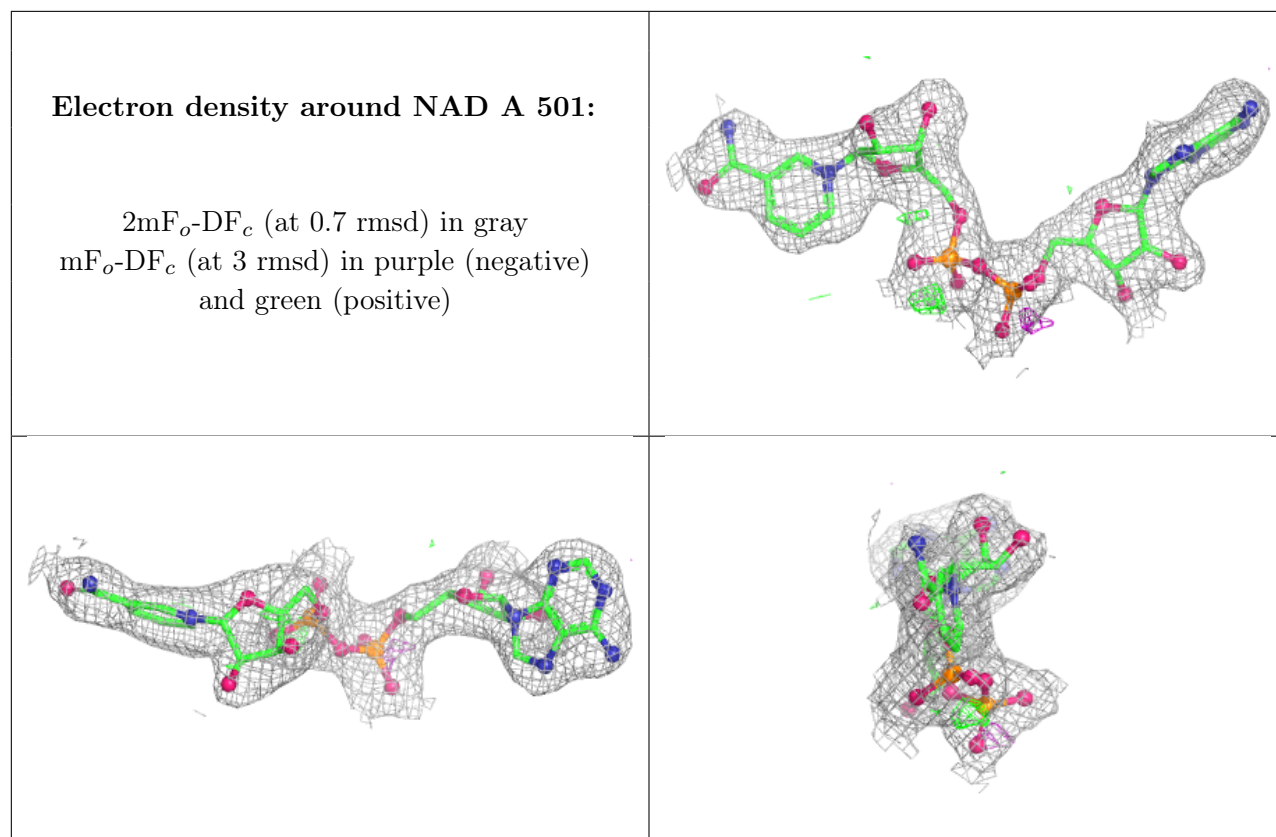 Electron density around NAD A 501:
2mFo-DFc (at 0.7 rmsd) in gray
mFo-DFc (at 3 rmsd) in purple (negative)
and green (positive)